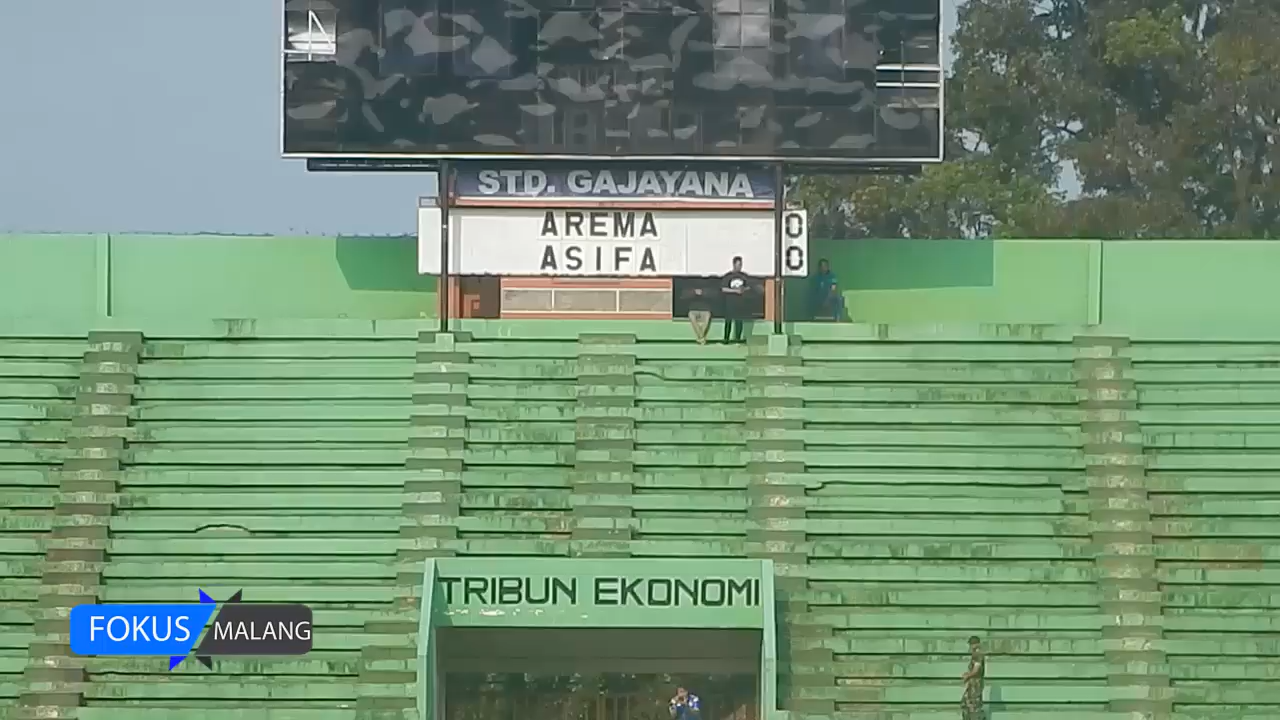 STD. GAJAYANA
AREMA 0
ASIFA 0
TRIBUN EKONOMI
FOKUS MALANG